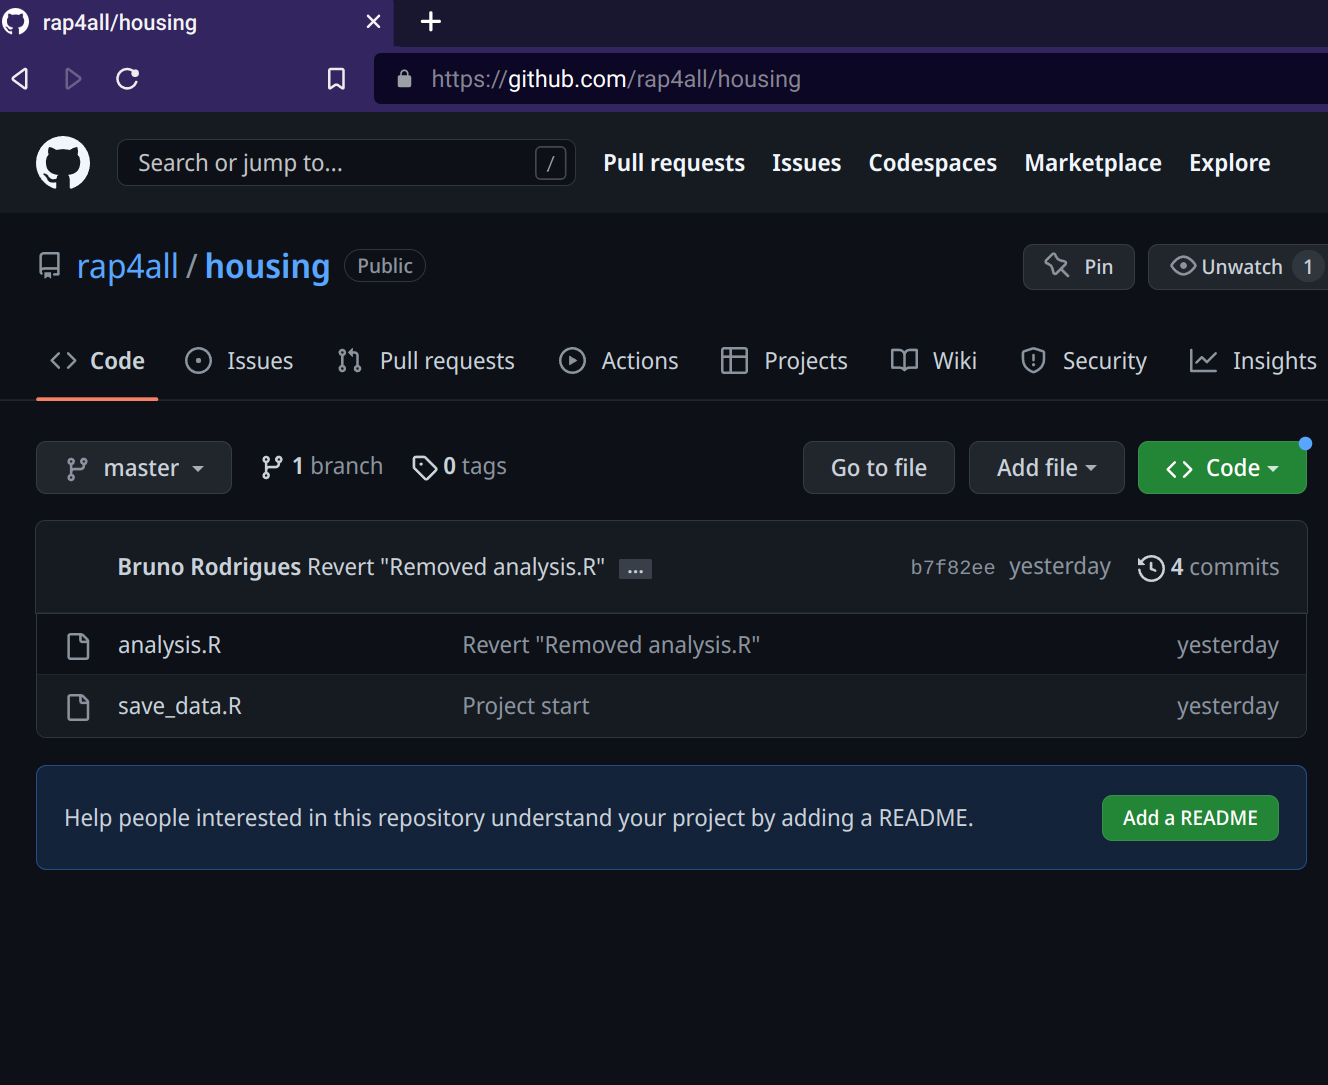 rap4all/housing
https://github.com/rap4all/housing
Search or jump to... / Pull requests Issues Codespaces Marketplace Explore
rap4all / housing Public Pin Unwatch 1
Code Issues Pull requests Actions Projects Wiki Security Insights
master 1 branch 0 tags Go to file Add file Code
Bruno Rodrigues Revert "Removed analysis.R" ... b7f82ee yesterday 4 commits
analysis.R Revert "Removed analysis.R" yesterday
save_data.R Project start yesterday
Help people interested in this repository understand your project by adding a README. Add a README